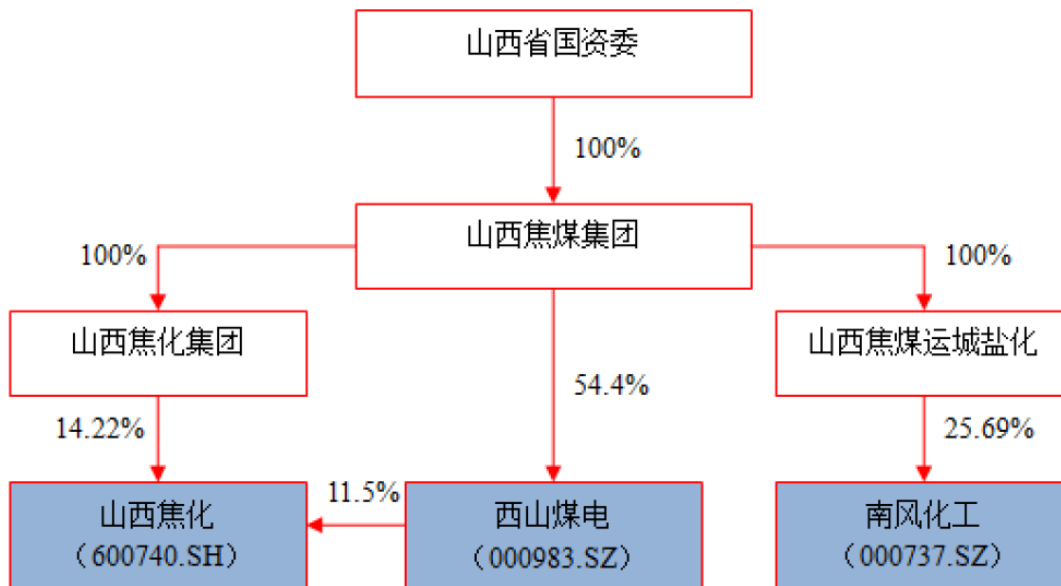 山西省国资委
100%
山西焦煤集团
100%
100%
山西焦化集团
山西焦煤运城盐化
54.4%
14.22%
25.69%
11.5%
山西焦化
（600740.SH）
西山煤电
（000983.SZ）
南风化工
（000737.SZ）